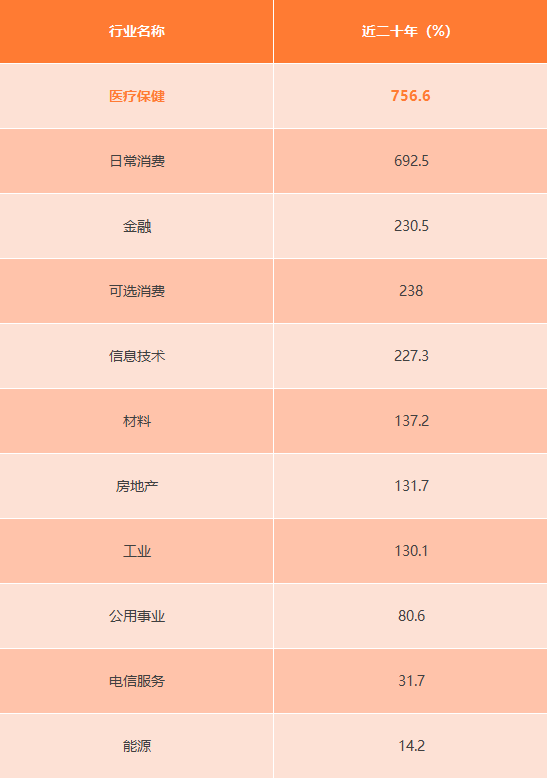 行业名称 近二十年（%）
医疗保健 756.6
日常消费 692.5
金融 230.5
可选消费 238
信息技术 227.3
材料 137.2
房地产 131.7
工业 130.1
公用事业 80.6
电信服务 31.7
能源 14.2